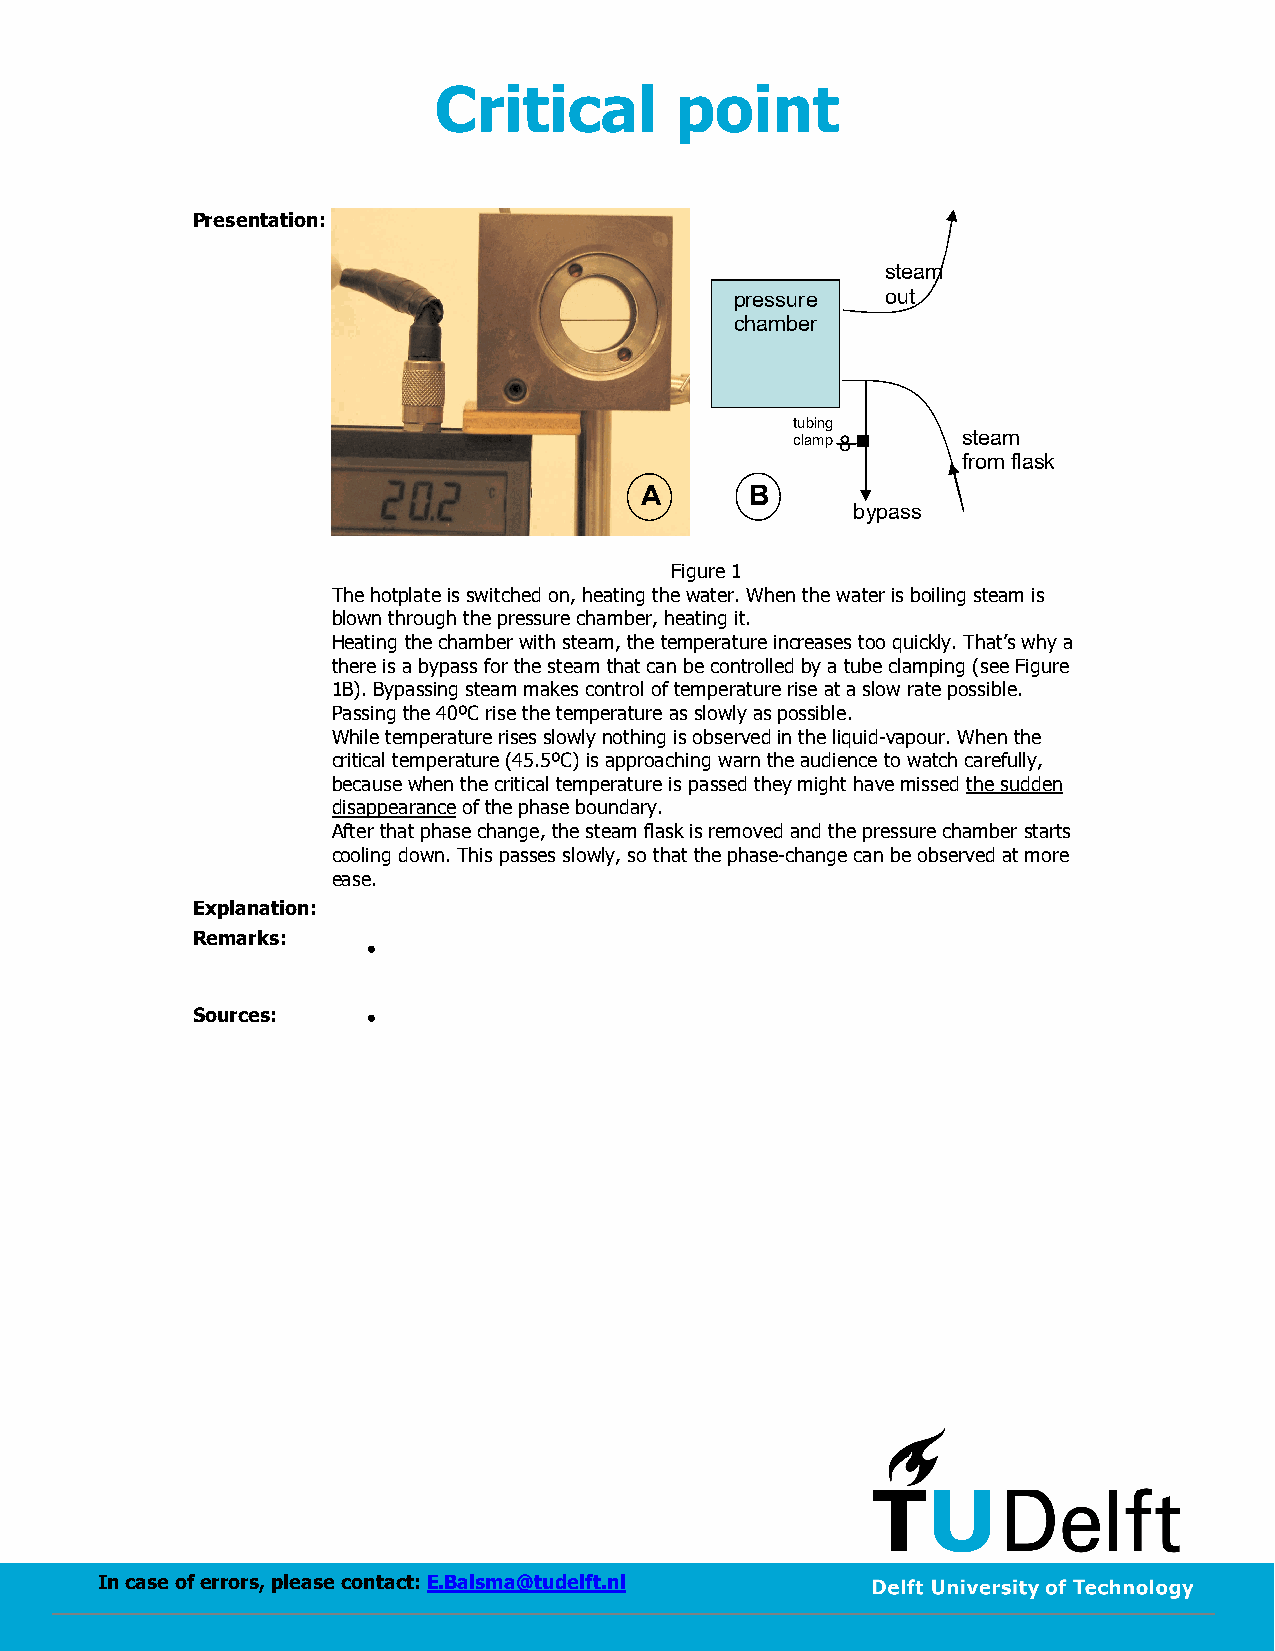 Critical point
Presentation:
steam
out
pressure
chamber
tubing
clamp
8
steam
from flask
20.2
c
A
B
bypass
Figure 1
The hotplate is switched on, heating the water. When the water is boiling steam is
blown through the pressure chamber, heating it.
Heating the chamber with steam, the temperature increases too quickly. That’s why a
there is a bypass for the steam that can be controlled by a tube clamping (see Figure
1B). Bypassing steam makes control of temperature rise at a slow rate possible.
Passing the 40ºC rise the temperature as slowly as possible.
While temperature rises slowly nothing is observed in the liquid-vapour. When the
critical temperature (45.5ºC) is approaching warn the audience to watch carefully,
because when the critical temperature is passed they might have missed the sudden
disappearance of the phase boundary.
After that phase change, the steam flask is removed and the pressure chamber starts
cooling down. This passes slowly, so that the phase-change can be observed at more
ease.
Explanation:
Remarks:
•
Sources:
•
TUDelft
In case of errors, please contact: E.Balsma@tudelft.nl
Delft University of Technology